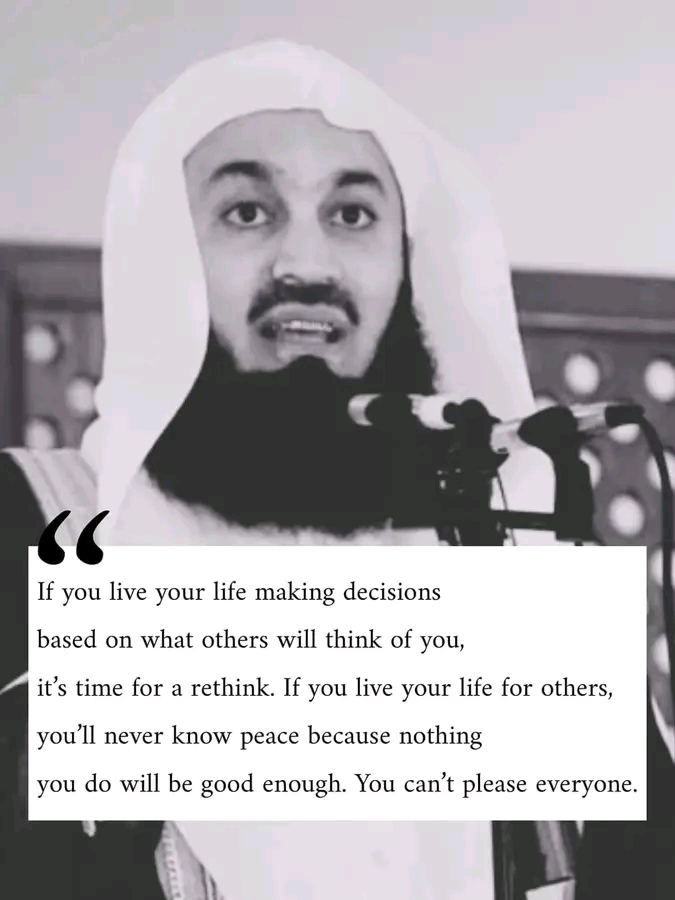 “
If you live your life making decisions
based on what others will think of you,
it’s time for a rethink. If you live your life for others,
you’ll never know peace because nothing
you do will be good enough. You can’t please everyone.